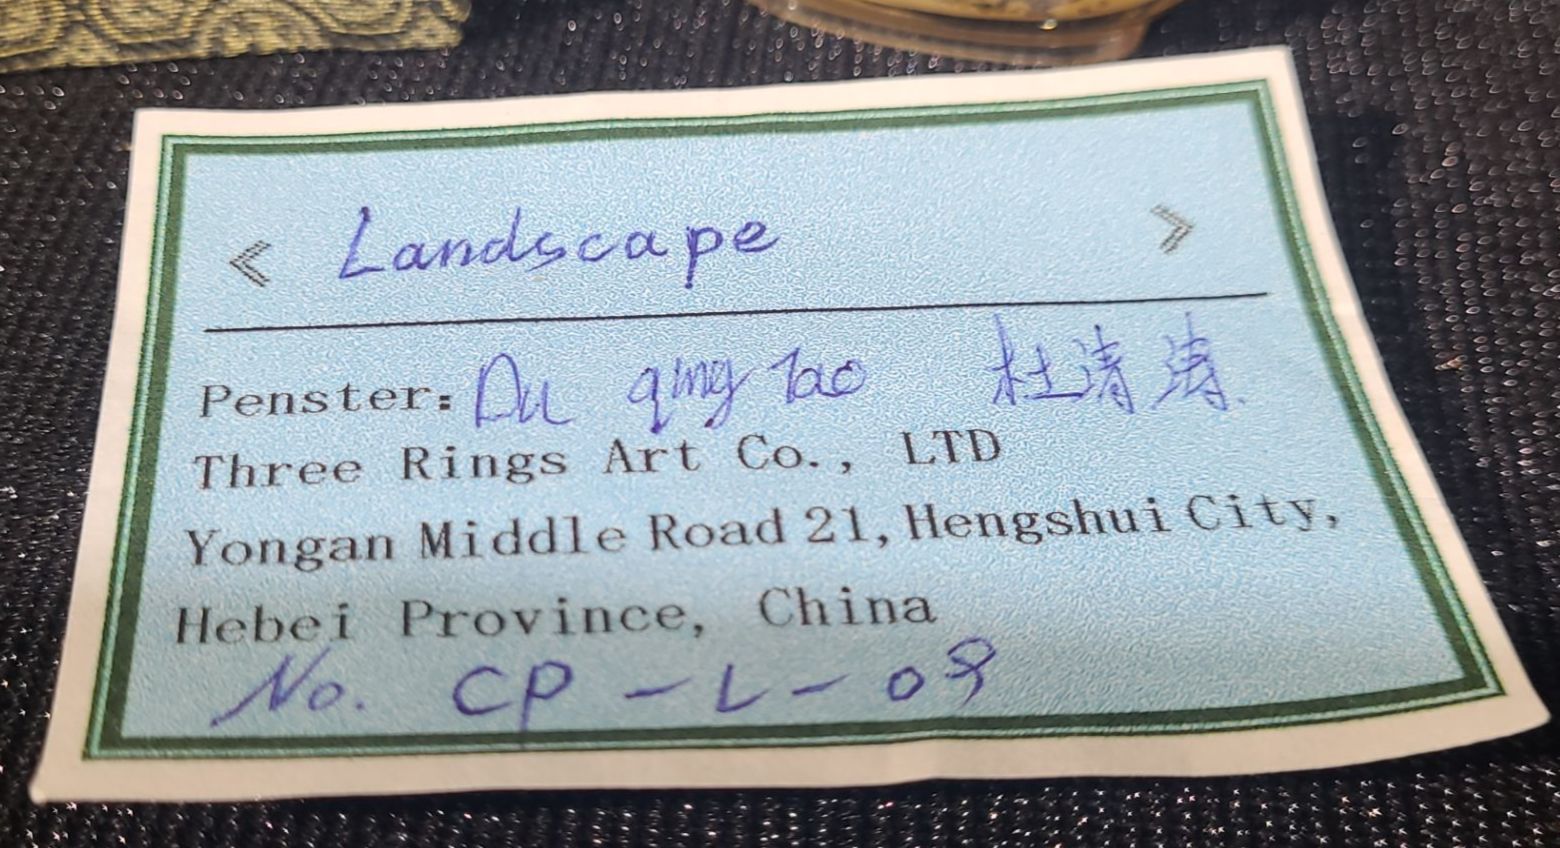 《 Landscape 》
Penster: Du qing tao 杜清涛
Three Rings Art Co., LTD
Yongan Middle Road 21, Hengshui City,
Hebei Province, China
No. CP-L-08